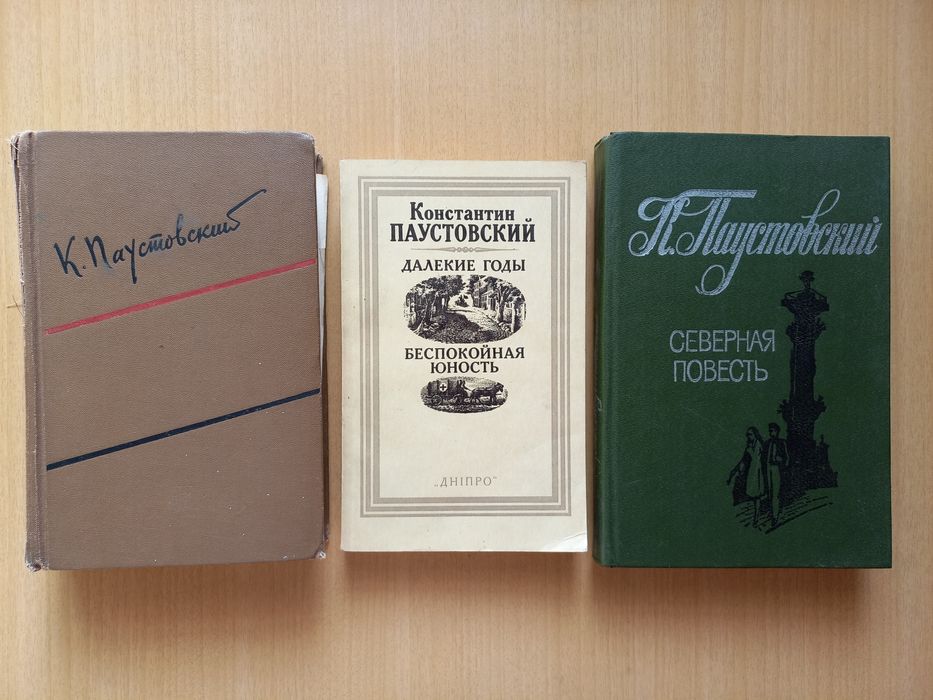 К. Паустовский
Константин
ПАУСТОВСКИЙ
ДАЛЕКИЕ ГОДЫ
БЕСПОКОЙНАЯ
ЮНОСТЬ
„ДНІПРО“
К. Паустовский
СЕВЕРНАЯ
ПОВЕСТЬ